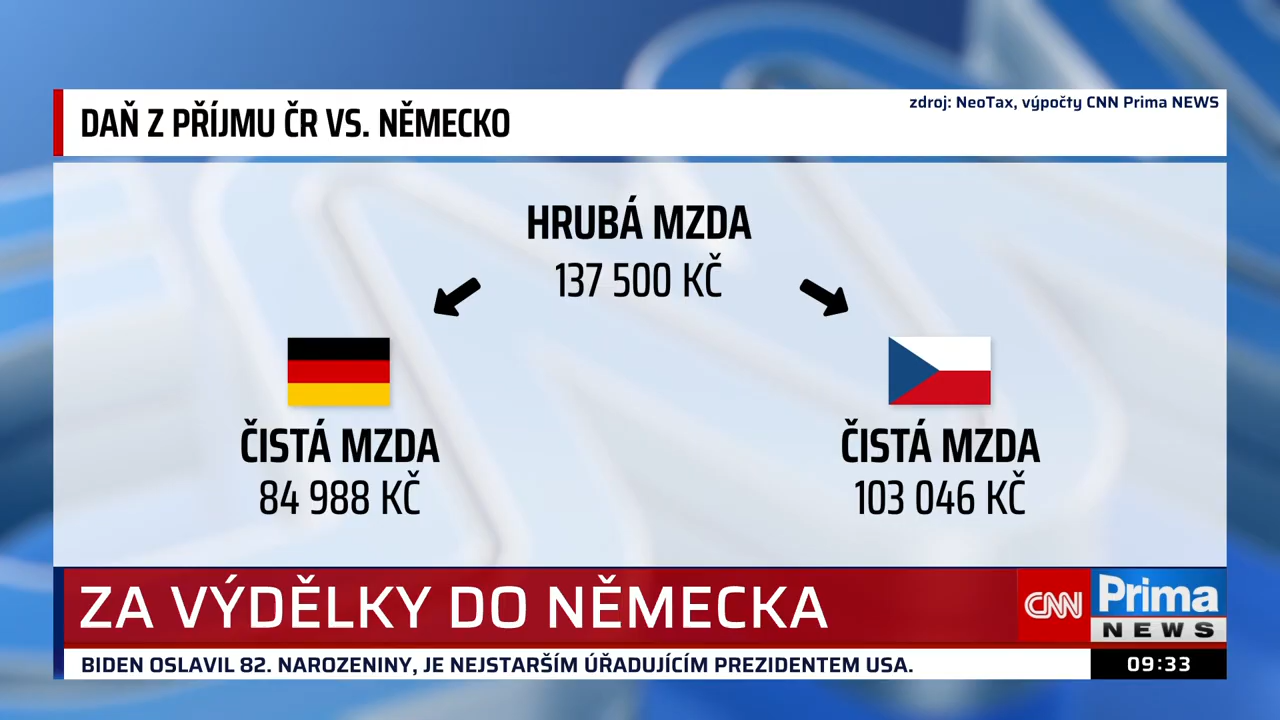 DAŇ Z PŘÍJMU ČR VS. NĚMECKO
zdroj: NeoTax, výpočty CNN Prima NEWS
HRUBÁ MZDA
137 500 KČ
ČISTÁ MZDA
84 988 KČ
ČISTÁ MZDA
103 046 KČ
ZA VÝDĚLKY DO NĚMECKA
CNN Prima NEWS
BIDEN OSLAVIL 82. NAROZENINY, JE NEJSTARŠÍM ÚŘADUJÍCÍM PREZIDENTEM USA.
09:33